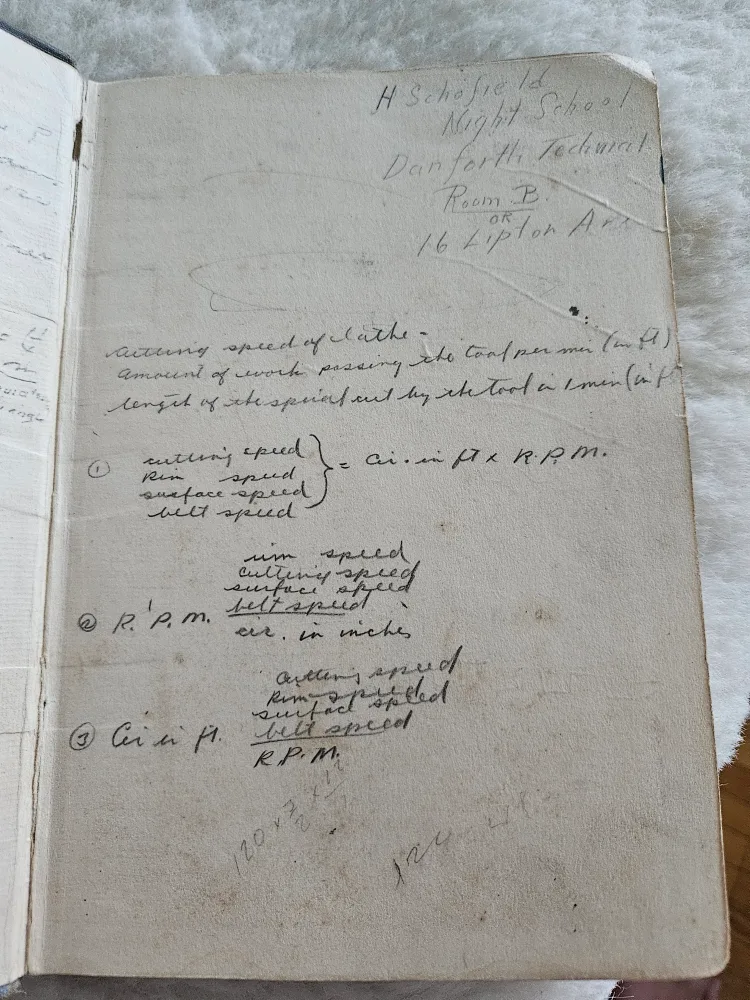 H Schofield
Night School
Danforth Technical
Room B.
OR
16 Lipton Ave
cutting speed of lathe -
amount of work passing the tool per min (in ft)
length of the spiral cut by the tool in 1 min (in ft
① cutting speed
Rim speed
surface speed
belt speed
} = cir. in ft x R.P.M.
rim speed
cutting speed
surface speed
belt speed
② R.P.M.
cir. in inches
cutting speed
Rim speed
surface speed
belt speed
③ Cir in ft.
R.P.M.
120 x